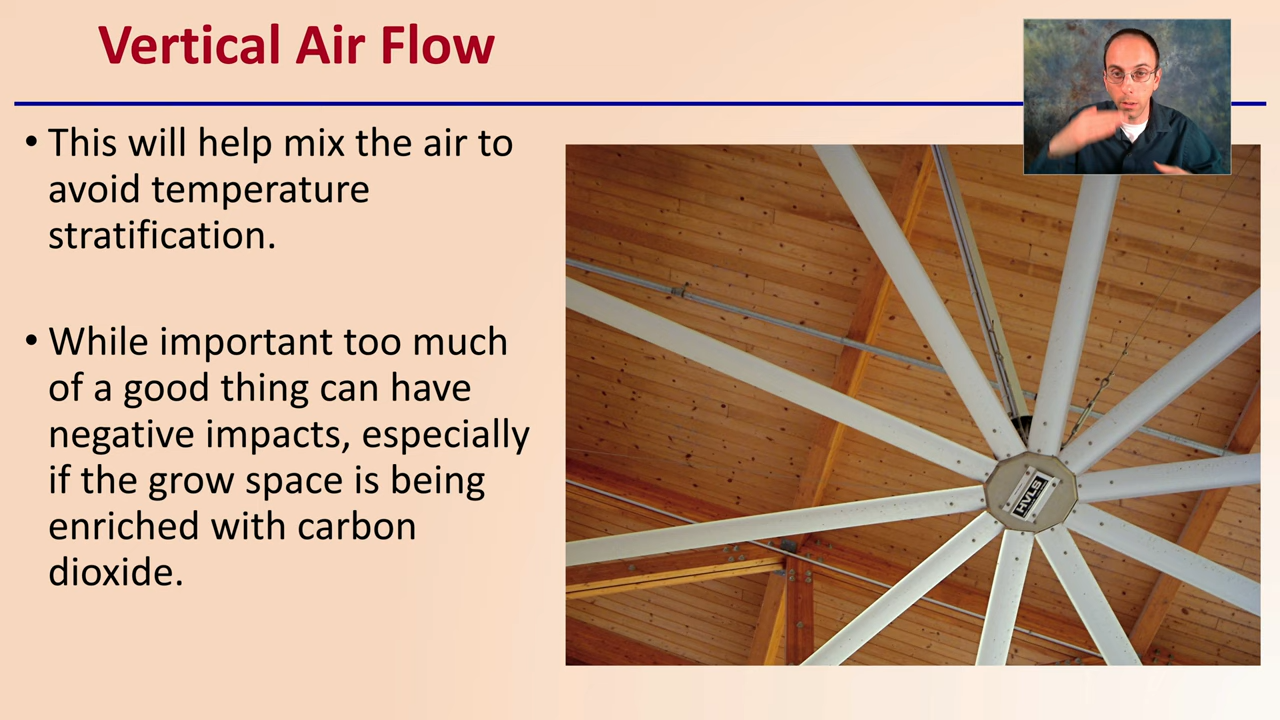 Vertical Air Flow
• This will help mix the air to
avoid temperature
stratification.
• While important too much
of a good thing can have
negative impacts, especially
if the grow space is being
enriched with carbon
dioxide.
HVLS